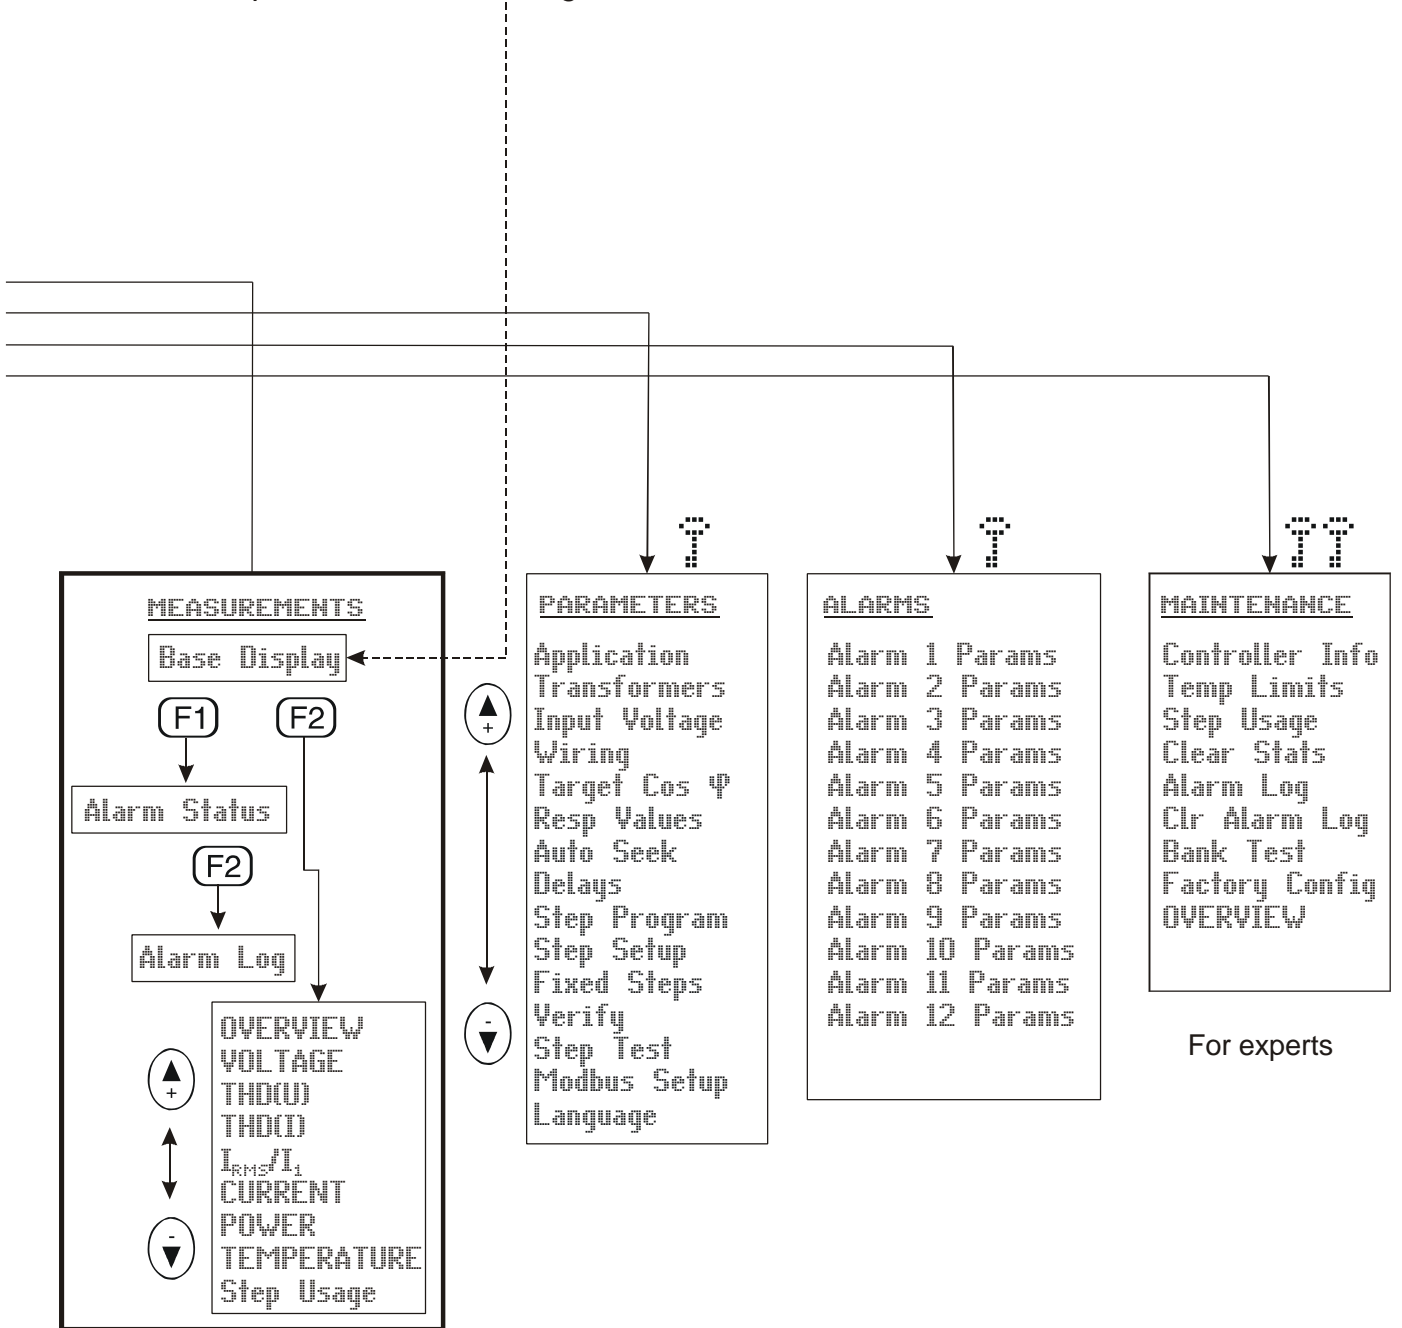 MEASUREMENTS
Base Display
F1
F2
Alarm Status
F2
Alarm Log
OVERVIEW
VOLTAGE
THD(U)
THD(I)
IRMS/I1
CURRENT
POWER
TEMPERATURE
Step Usage
+
-
+
-
PARAMETERS
Application
Transformers
Input Voltage
Wiring
Target Cos φ
Resp Values
Auto Seek
Delays
Step Program
Step Setup
Fixed Steps
Verify
Step Test
Modbus Setup
Language
ALARMS
Alarm 1 Params
Alarm 2 Params
Alarm 3 Params
Alarm 4 Params
Alarm 5 Params
Alarm 6 Params
Alarm 7 Params
Alarm 8 Params
Alarm 9 Params
Alarm 10 Params
Alarm 11 Params
Alarm 12 Params
MAINTENANCE
Controller Info
Temp Limits
Step Usage
Clear Stats
Alarm Log
Clr Alarm Log
Bank Test
Factory Config
OVERVIEW
For experts